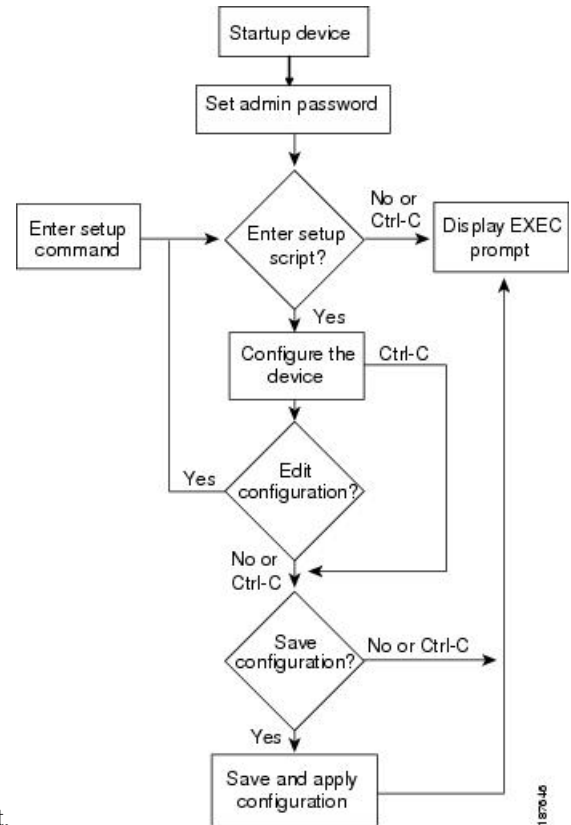 Startup device
Set admin password
Enter setup
command
Enter setup
script?
No or
Ctrl-C
Display EXEC
prompt
Yes
Configure the
device
Ctrl-C
Edit
configuration?
Yes
No or
Ctrl-C
Save
configuration?
No or Ctrl-C
Yes
Save and apply
configuration
187646
t.